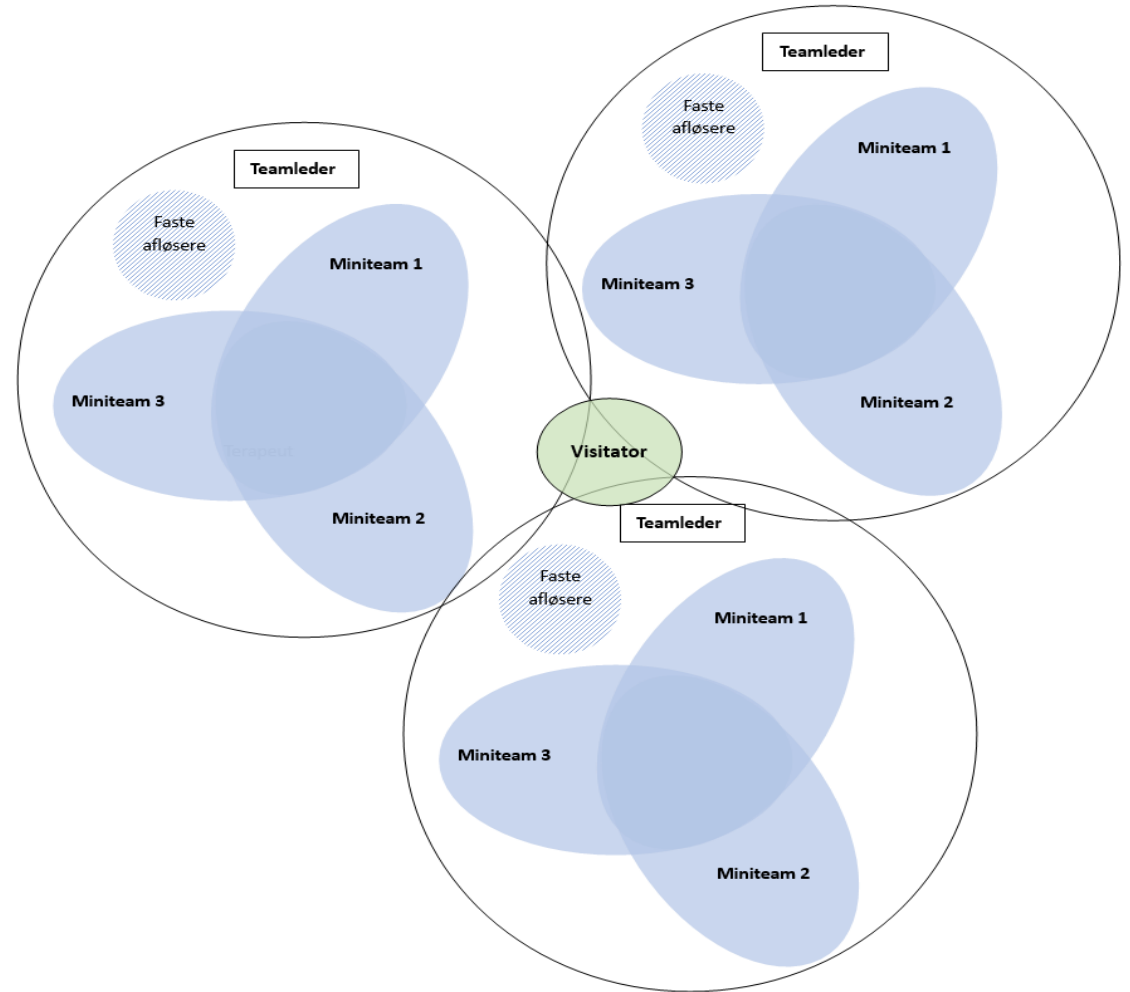 Teamleder
Faste
afløsere
Miniteam 1
Miniteam 3
Miniteam 2
Teamleder
Faste
afløsere
Miniteam 1
Miniteam 3
Terapeut
Miniteam 2
Visitator
Teamleder
Faste
afløsere
Miniteam 1
Miniteam 3
Miniteam 2